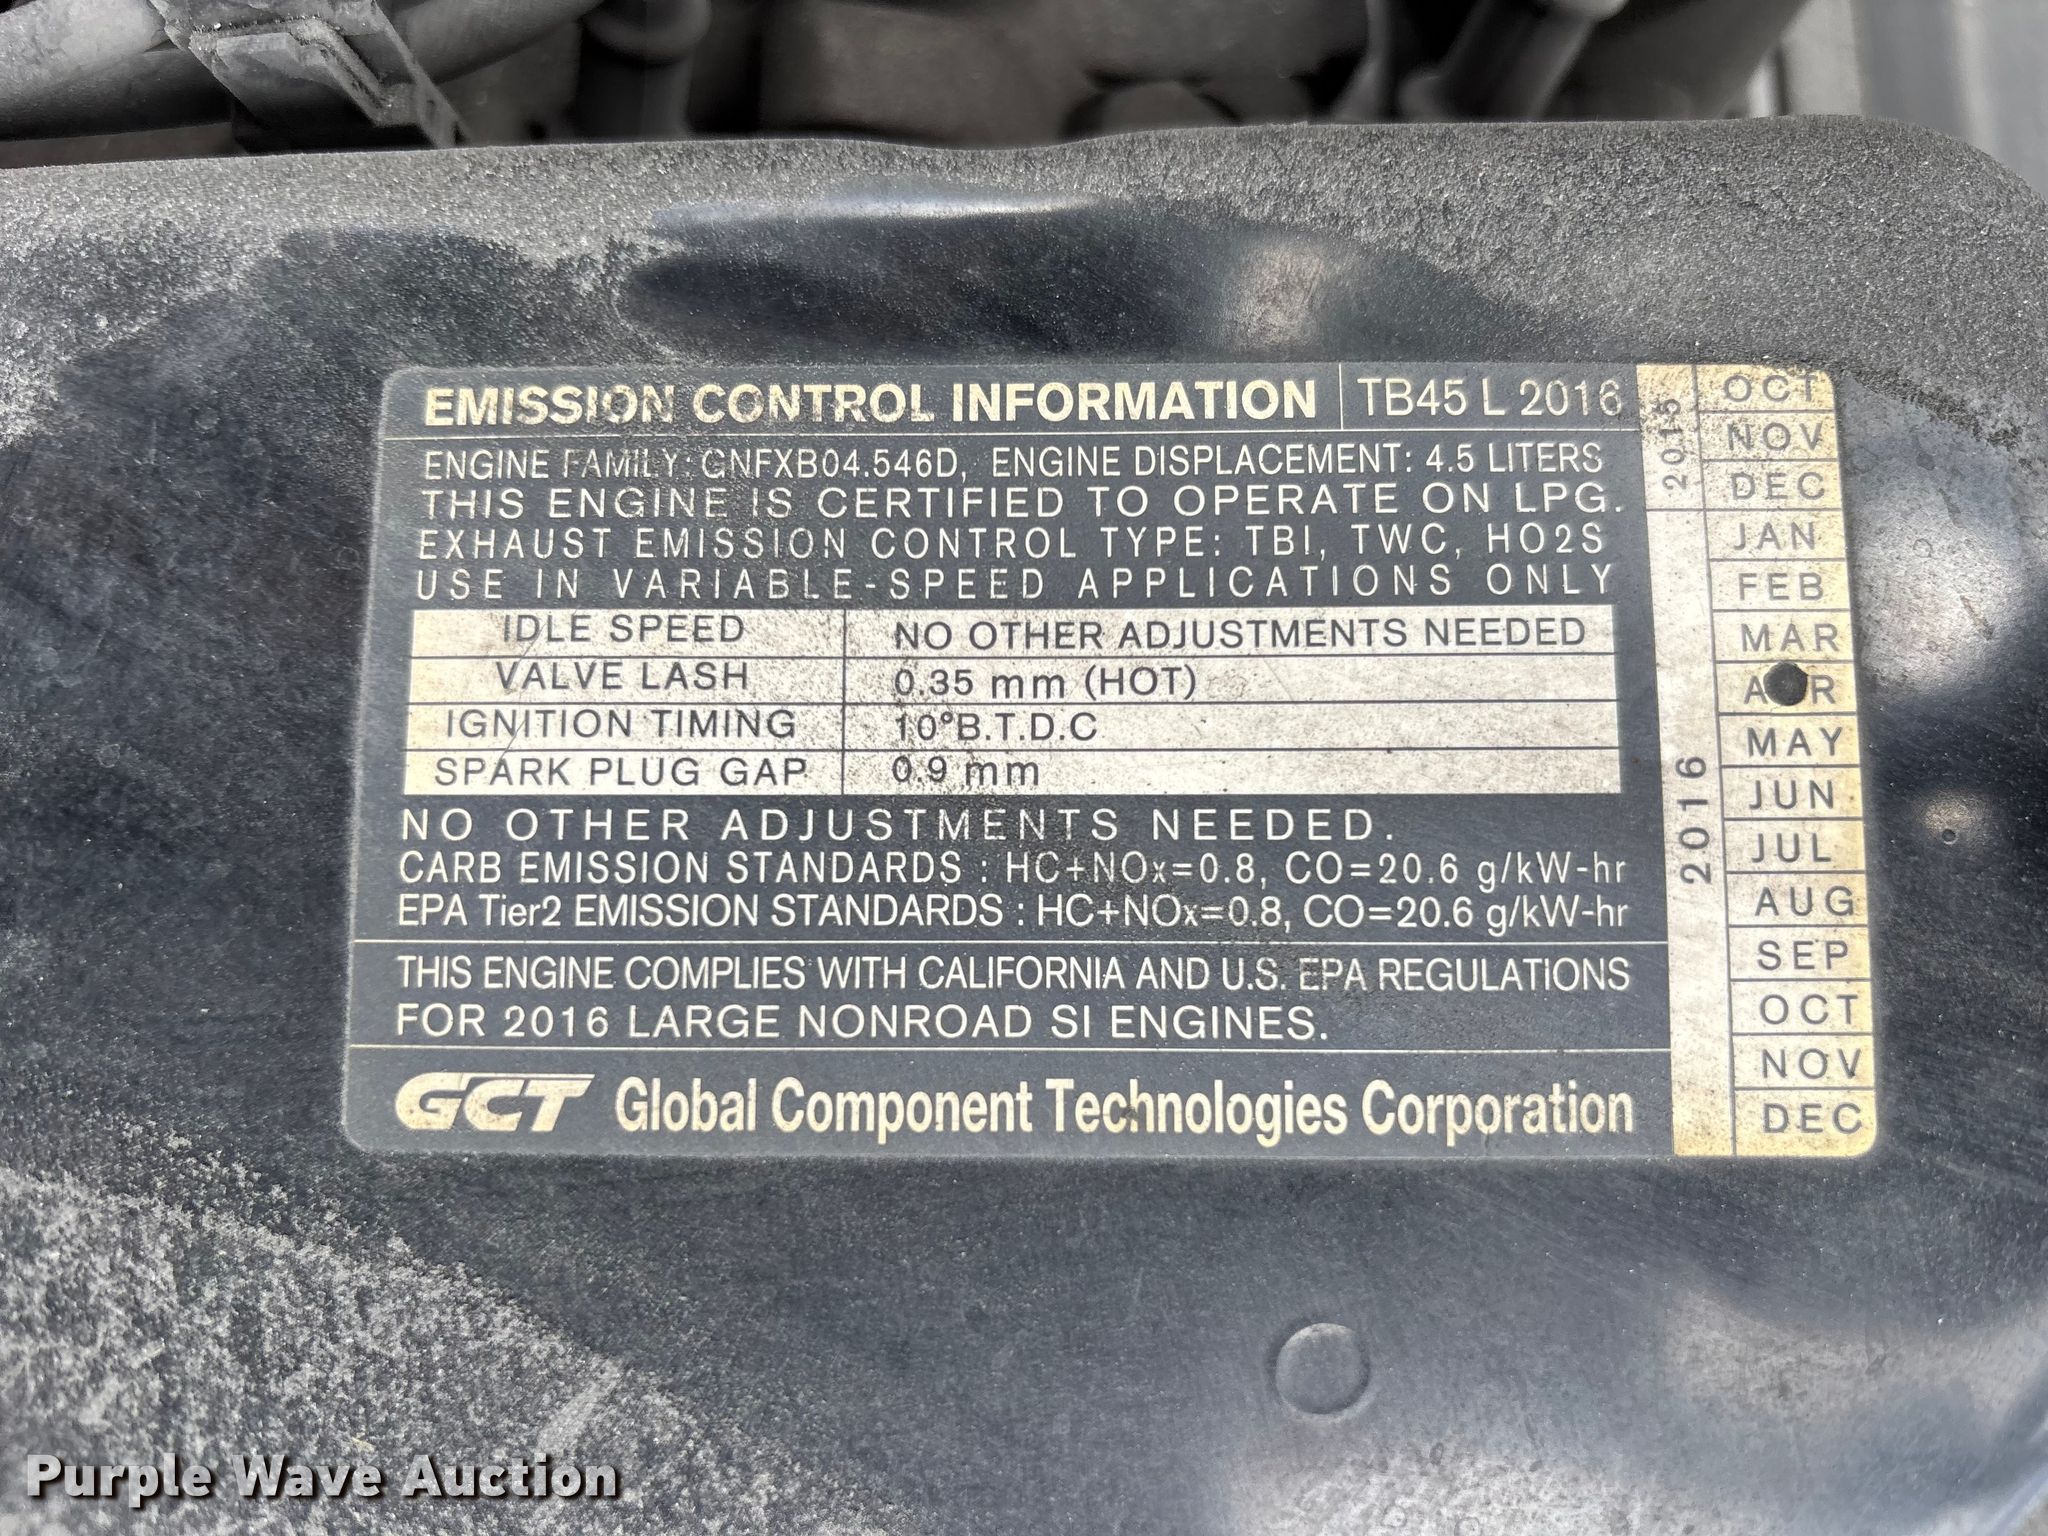 EMISSION CONTROL INFORMATION TB45 L 2016
ENGINE FAMILY: GNFXB04.546D, ENGINE DISPLACEMENT: 4.5 LITERS
THIS ENGINE IS CERTIFIED TO OPERATE ON LPG.
EXHAUST EMISSION CONTROL TYPE: TBI, TWC, HO2S
USE IN VARIABLE-SPEED APPLICATIONS ONLY
IDLE SPEED NO OTHER ADJUSTMENTS NEEDED
VALVE LASH 0.35 mm (HOT)
IGNITION TIMING 10°B.T.D.C
SPARK PLUG GAP 0.9 mm
NO OTHER ADJUSTMENTS NEEDED.
CARB EMISSION STANDARDS : HC+NOx=0.8, CO=20.6 g/kW-hr
EPA Tier2 EMISSION STANDARDS : HC+NOx=0.8, CO=20.6 g/kW-hr
THIS ENGINE COMPLIES WITH CALIFORNIA AND U.S. EPA REGULATIONS
FOR 2016 LARGE NONROAD SI ENGINES.
GCT Global Component Technologies Corporation
2015
OCT
NOV
DEC
2016
JAN
FEB
MAR
APR
MAY
JUN
JUL
AUG
SEP
OCT
NOV
DEC
Purple Wave Auction